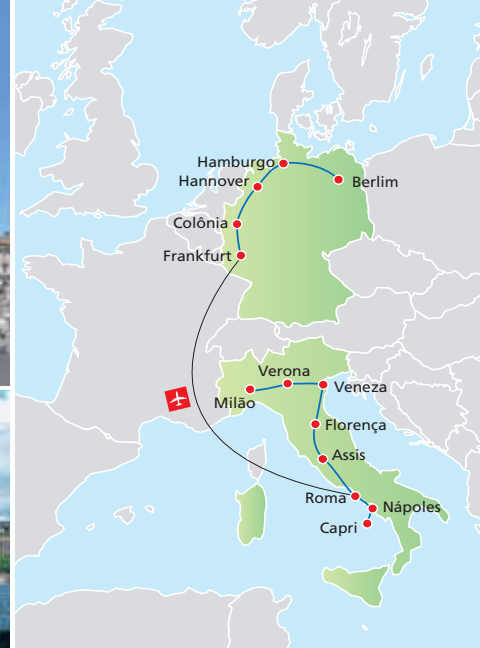 Hamburgo
Hannover
Berlim
Colônia
Frankfurt
Verona
Veneza
Milão
Florença
Assis
Roma
Nápoles
Capri